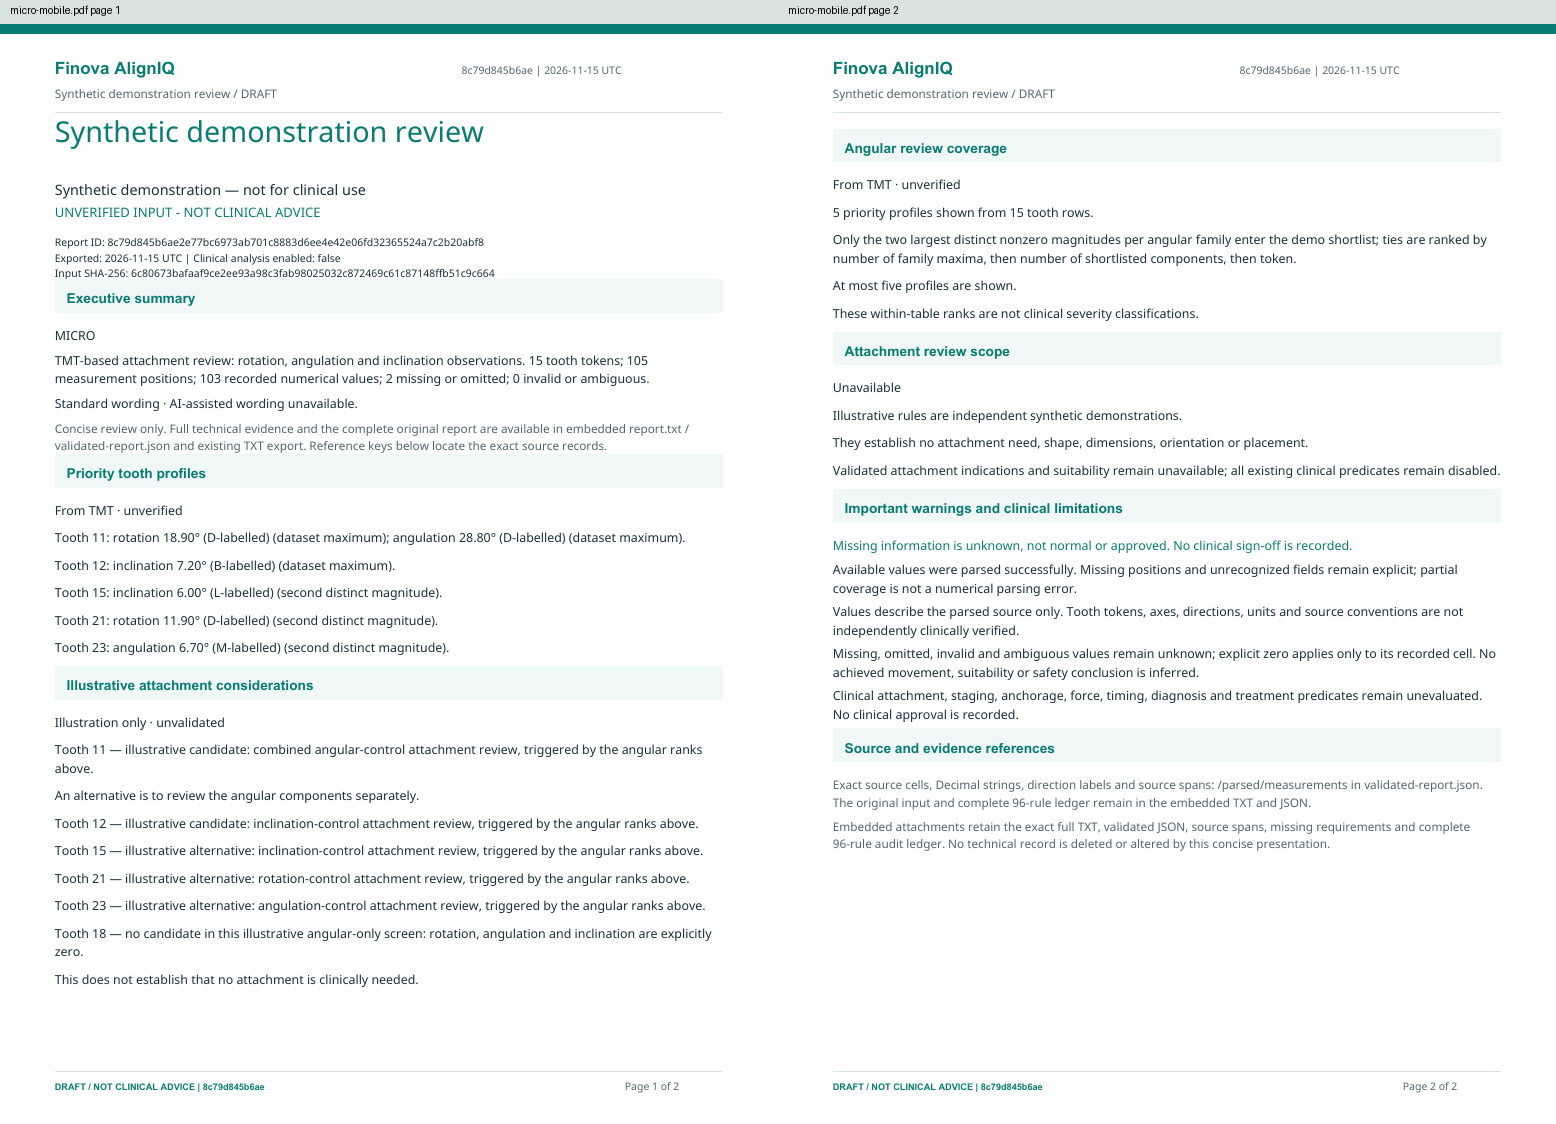 micro-mobile.pdf page 1
Finova AlignIQ
8c79d845b6ae | 2026-11-15 UTC
Synthetic demonstration review / DRAFT
Synthetic demonstration review
Synthetic demonstration — not for clinical use
UNVERIFIED INPUT - NOT CLINICAL ADVICE
Report ID: 8c79d845b6ae2e77bc6973ab701c8883d6ee4e42e06fd32365524a7c2b20abf8
Exported: 2026-11-15 UTC | Clinical analysis enabled: false
Input SHA-256: 6c80673bafaaf9ce2ee93a98c3fab98025032c872469c61c87148ffb51c9c664
Executive summary
MICRO
TMT-based attachment review: rotation, angulation and inclination observations. 15 tooth tokens; 105
measurement positions; 103 recorded numerical values; 2 missing or omitted; 0 invalid or ambiguous.
Standard wording · AI-assisted wording unavailable.
Concise review only. Full technical evidence and the complete original report are available in embedded report.txt /
validated-report.json and existing TXT export. Reference keys below locate the exact source records.
Priority tooth profiles
From TMT · unverified
Tooth 11: rotation 18.90° (D-labelled) (dataset maximum); angulation 28.80° (D-labelled) (dataset maximum).
Tooth 12: inclination 7.20° (B-labelled) (dataset maximum).
Tooth 15: inclination 6.00° (L-labelled) (second distinct magnitude).
Tooth 21: rotation 11.90° (D-labelled) (second distinct magnitude).
Tooth 23: angulation 6.70° (M-labelled) (second distinct magnitude).
Illustrative attachment considerations
Illustration only · unvalidated
Tooth 11 — illustrative candidate: combined angular-control attachment review, triggered by the angular ranks
above.
An alternative is to review the angular components separately.
Tooth 12 — illustrative candidate: inclination-control attachment review, triggered by the angular ranks above.
Tooth 15 — illustrative alternative: inclination-control attachment review, triggered by the angular ranks above.
Tooth 21 — illustrative alternative: rotation-control attachment review, triggered by the angular ranks above.
Tooth 23 — illustrative alternative: angulation-control attachment review, triggered by the angular ranks above.
Tooth 18 — no candidate in this illustrative angular-only screen: rotation, angulation and inclination are explicitly
zero.
This does not establish that no attachment is clinically needed.
DRAFT / NOT CLINICAL ADVICE | 8c79d845b6ae
Page 1 of 2
micro-mobile.pdf page 2
Finova AlignIQ
8c79d845b6ae | 2026-11-15 UTC
Synthetic demonstration review / DRAFT
Angular review coverage
From TMT · unverified
5 priority profiles shown from 15 tooth rows.
Only the two largest distinct nonzero magnitudes per angular family enter the demo shortlist; ties are ranked by
number of family maxima, then number of shortlisted components, then token.
At most five profiles are shown.
These within-table ranks are not clinical severity classifications.
Attachment review scope
Unavailable
Illustrative rules are independent synthetic demonstrations.
They establish no attachment need, shape, dimensions, orientation or placement.
Validated attachment indications and suitability remain unavailable; all existing clinical predicates remain disabled.
Important warnings and clinical limitations
Missing information is unknown, not normal or approved. No clinical sign-off is recorded.
Available values were parsed successfully. Missing positions and unrecognized fields remain explicit; partial
coverage is not a numerical parsing error.
Values describe the parsed source only. Tooth tokens, axes, directions, units and source conventions are not
independently clinically verified.
Missing, omitted, invalid and ambiguous values remain unknown; explicit zero applies only to its recorded cell. No
achieved movement, suitability or safety conclusion is inferred.
Clinical attachment, staging, anchorage, force, timing, diagnosis and treatment predicates remain unevaluated.
No clinical approval is recorded.
Source and evidence references
Exact source cells, Decimal strings, direction labels and source spans: /parsed/measurements in validated-report.json.
The original input and complete 96-rule ledger remain in the embedded TXT and JSON.
Embedded attachments retain the exact full TXT, validated JSON, source spans, missing requirements and complete
96-rule audit ledger. No technical record is deleted or altered by this concise presentation.
DRAFT / NOT CLINICAL ADVICE | 8c79d845b6ae
Page 2 of 2